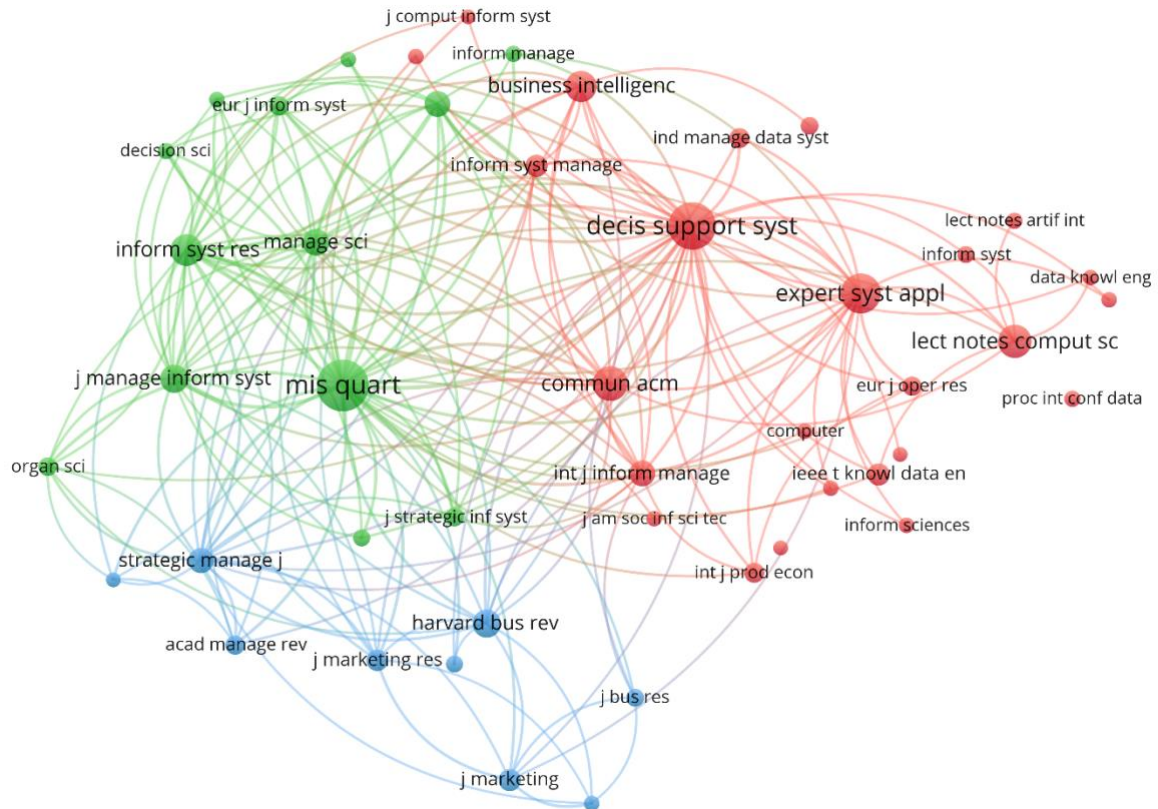 j comput inform syst
inform manage
business intelligenc
eur j inform syst
ind manage data syst
decision sci
inform syst manage
decis support syst
lect notes artif int
inform syst res
manage sci
inform syst
data knowl eng
expert syst appl
lect notes comput sc
j manage inform syst
mis quart
commun acm
eur j oper res
proc int conf data
computer
organ sci
int j inform manage
ieee t knowl data en
j strategic inf syst
j am soc inf sci tec
inform sciences
strategic manage j
int j prod econ
harvard bus rev
acad manage rev
j marketing res
j bus res
j marketing